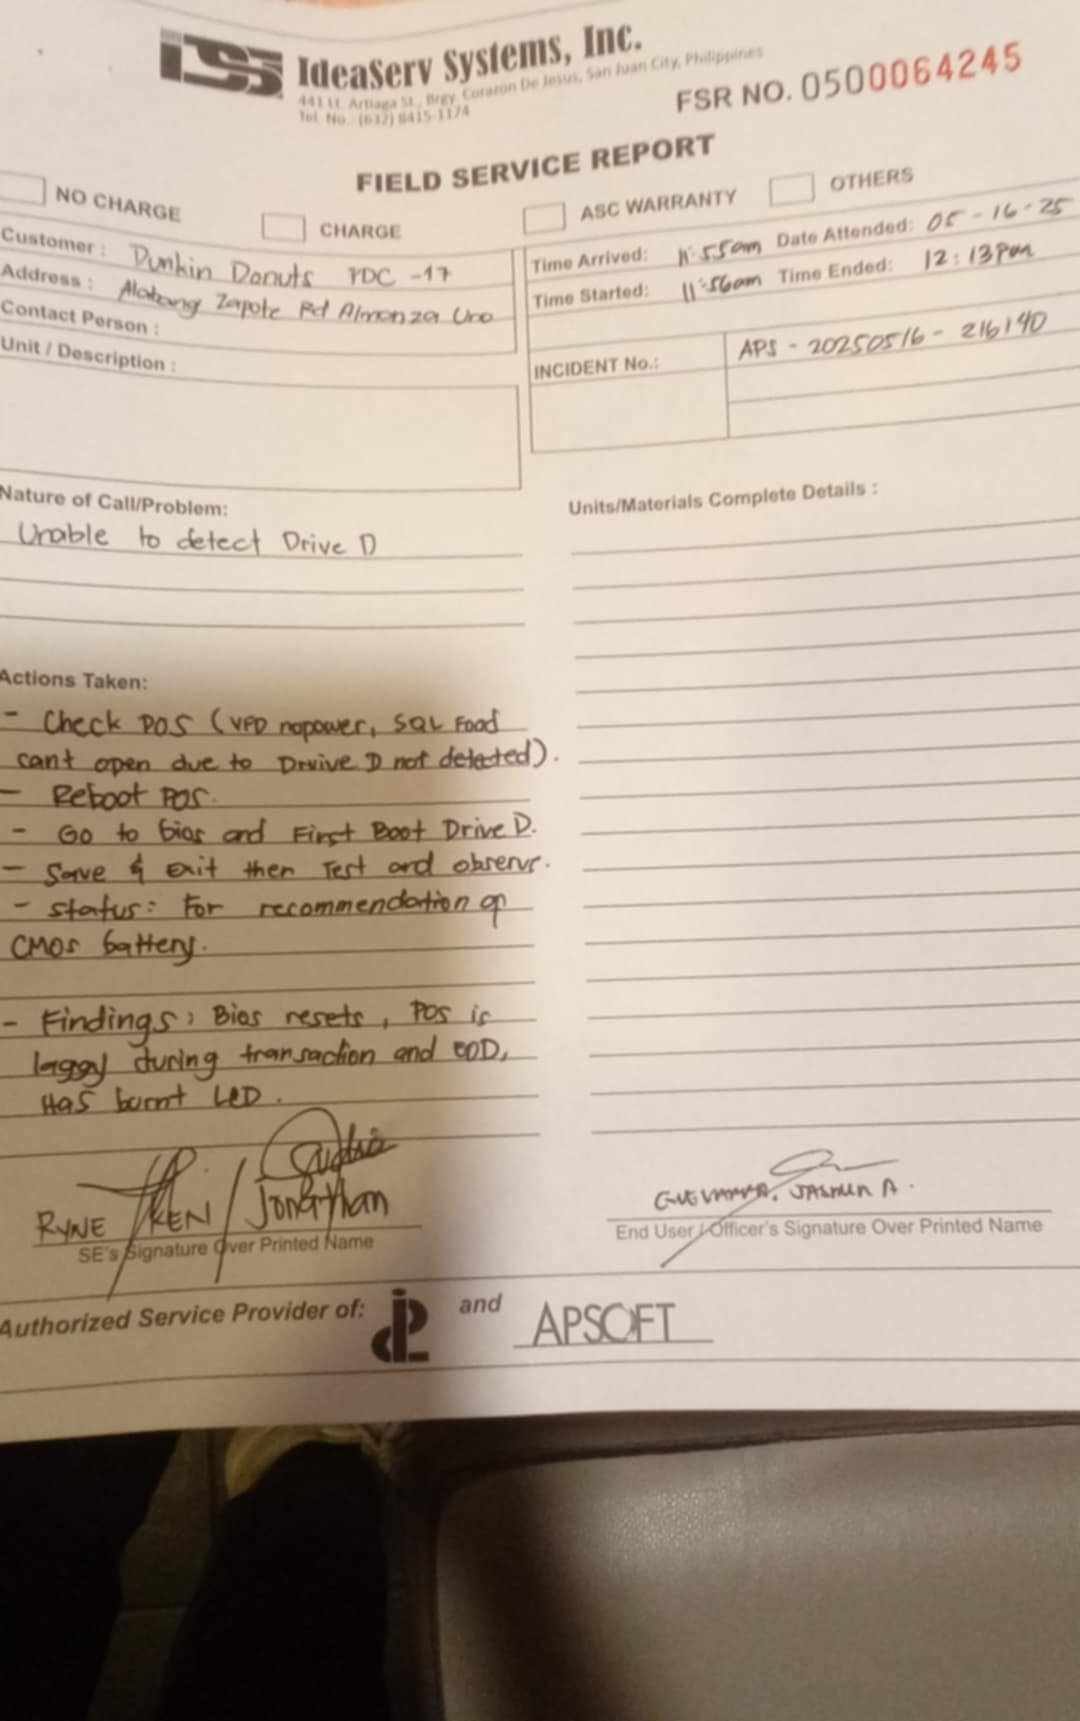 ISSI IdeaServ Systems, Inc.
441 Lt. Artiaga St., Brgy. Corazon De Jesus, San Juan City, Philippines
Tel. No.: (632) 8415-1174
FSR NO. 0500064245
FIELD SERVICE REPORT
NO CHARGE
CHARGE
ASC WARRANTY
OTHERS
Customer: Dunkin Donuts PDC -17
Address: Alabang Zapote Rd Almanza Uno
Contact Person:
Unit / Description:
Time Arrived: 11:55am Date Attended: 05-16-25
Time Started: 11:56am Time Ended: 12:13pm
INCIDENT No.: APS - 20250516 - 216140
Nature of Call/Problem:
Unable to detect Drive D
Units/Materials Complete Details :
Actions Taken:
- Check POS (VFD nopower, SQL Food
cant open due to Drvive D not detected).
- Reboot POS.
- Go to bios and First Boot Drive D.
- Save & Exit then Test and observe.
- Status: For recommendation of
CMOS battery.
- Findings: Bios resets, POS is
laggy during transaction and EOD,
Has burnt LED.
RYNE KEN / Jonathan
SE's Signature Over Printed Name
GUEVARRA, JASMIN A.
End User / Officer's Signature Over Printed Name
Authorized Service Provider of: and APSOFT